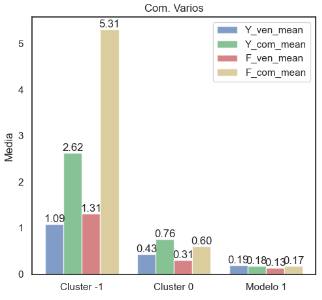 Com. Varios
Y_ven_mean
Y_com_mean
F_ven_mean
F_com_mean
Media
5
4
3
2
1
0
1.09
2.62
1.31
5.31
0.43
0.76
0.31
0.60
0.19
0.18
0.13
0.17
Cluster -1
Cluster 0
Modelo 1